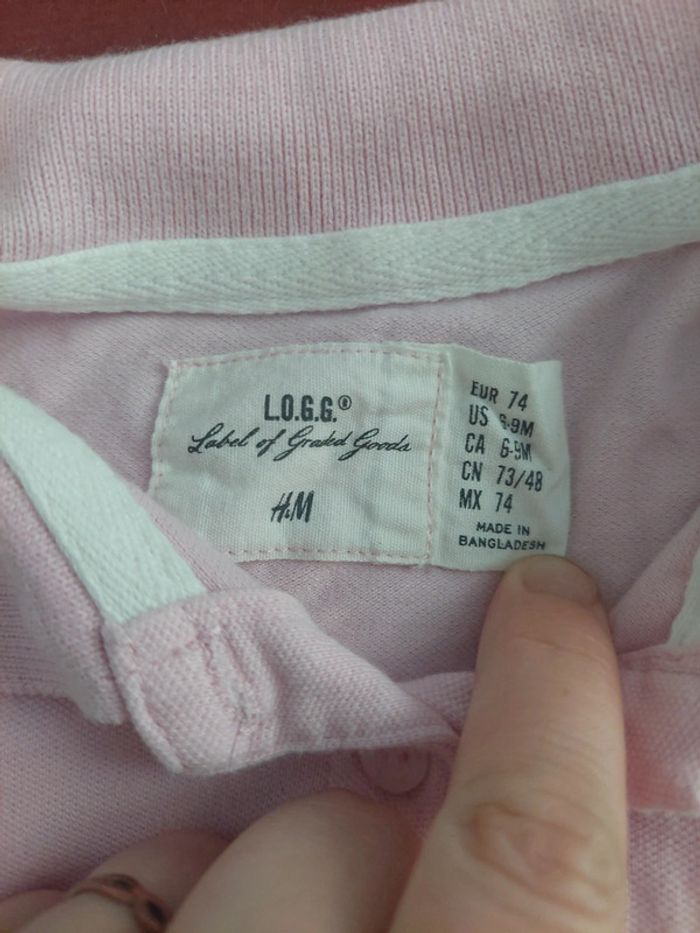 L.O.G.G.®
Label of Graded Goods
H&M
EUR 74
US 6-9M
CA 6-9M
CN 73/48
MX 74
MADE IN
BANGLADESH